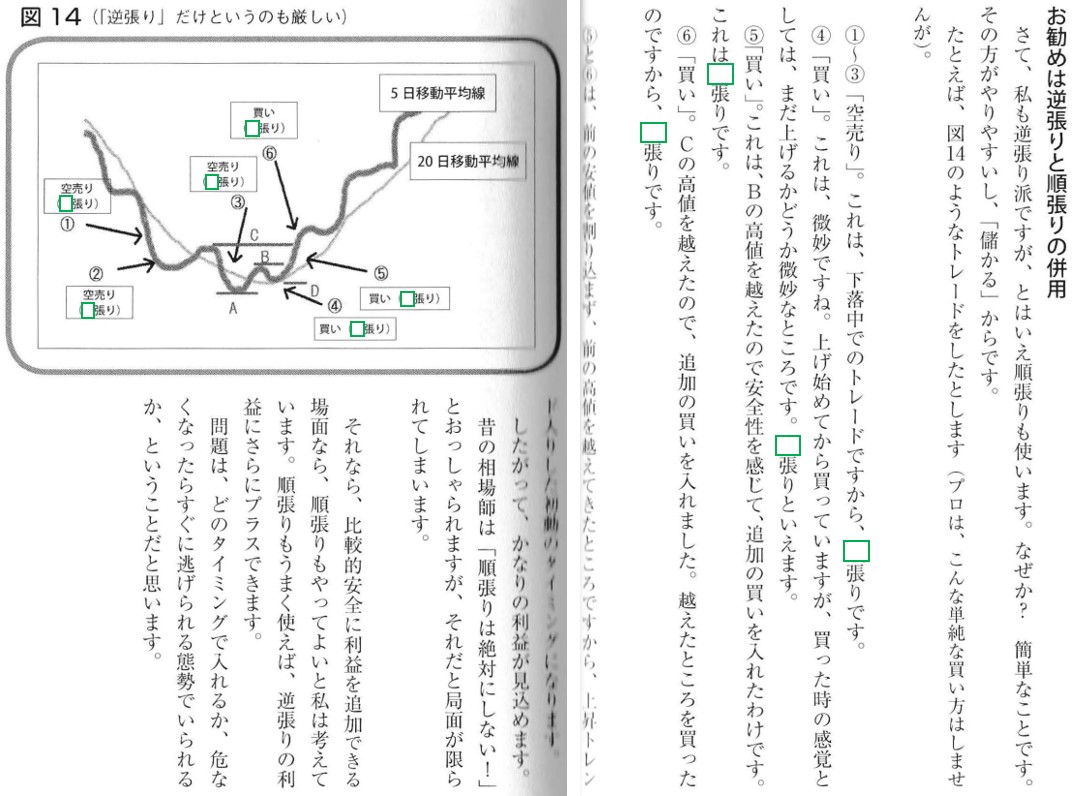 お勧めは逆張りと順張りの併用
さて、私も逆張り派ですが、とはいえ順張りも使います。なぜか？　簡単なことです。
その方がやりやすいし、「儲かる」からです。
たとえば、図14のようなトレードをしたとします（プロは、こんな単純な買い方はしませ
んが）。
①～③「空売り」。これは、下落中でのトレードですから、張りです。
④「買い」。これは、微妙ですね。上げ始めてから買っていますが、買った時の感覚と
しては、まだ上げるかどうか微妙なところです。張りといえます。
⑤「買い」。これは、Bの高値を越えたので安全性を感じて、追加の買いを入れたわけです。
これは張りです。
⑥「買い」。Cの高値を越えたので、追加の買いを入れました。越えたところを買った
のですから、張りです。
⑤と⑥は、前の安値を割り込まず、前の高値を越えてきたところですから、上昇トレン
図14（「逆張り」だけというのも厳しい）
5日移動平均線
20日移動平均線
買い
（張り）
⑥
空売り
（張り）
③
空売り
（張り）
①
②
空売り
（張り）
C
B
A
D
⑤
買い（張り）
④
買い（張り）
ド入りした初動のタイミングになります。
したがって、かなりの利益が見込めます。
昔の相場師は「順張りは絶対にしない！」
とおっしゃられますが、それだと局面が限ら
れてしまいます。
それなら、比較的安全に利益を追加できる
場面なら、順張りもやってよいと私は考えて
います。順張りもうまく使えば、逆張りの利
益にさらにプラスできます。
問題は、どのタイミングで入れるか、危な
くなったらすぐに逃げられる態勢でいられる
か、ということだと思います。